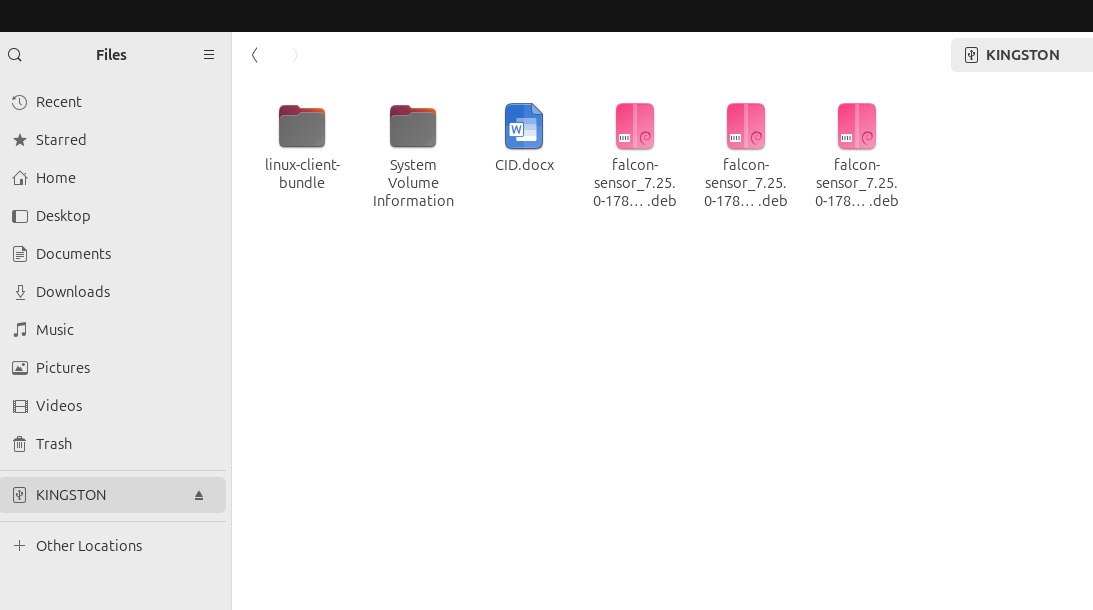 Files
KINGSTON
Recent
Starred
Home
Desktop
Documents
Downloads
Music
Pictures
Videos
Trash
KINGSTON
Other Locations
linux-client-
bundle
System
Volume
Information
W
CID.docx
falcon-
sensor_7.25.
0-178… .deb
falcon-
sensor_7.25.
0-178… .deb
falcon-
sensor_7.25.
0-178… .deb